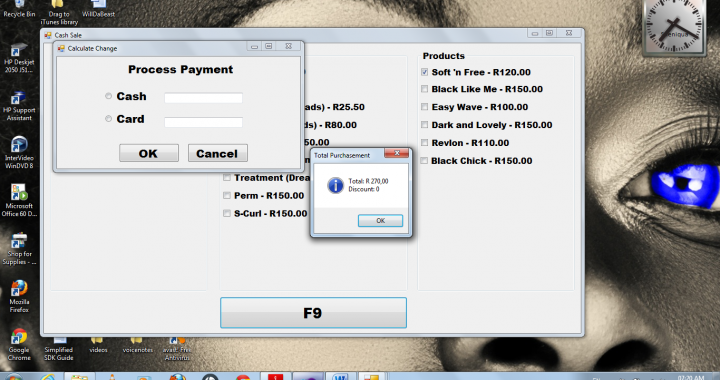 Recycle Bin
Drag to
iTunes library
WillDaBeast
HP Deskjet
2050 J51...
HP Support
Assistant
InterVideo
WinDVD 8
Microsoft
Office 60 D...
Shop for
Supplies - ...
Mozilla
Firefox
Google
Chrome
Simplified
SDK Guide
videos
voicenotes
avast! Free
Antivirus
Cash Sale
Calculate Change
Process Payment
Cash
Card
OK
Cancel
ads) - R25.50
ds) - R80.00
50.00
Treatment (Drea
Perm - R150.00
S-Curl - R150.00
Total Purchasement
Total: R 270,00
Discount: 0
OK
Products
Soft 'n Free - R120.00
Black Like Me - R150.00
Easy Wave - R100.00
Dark and Lovely - R150.00
Revlon - R110.00
Black Chick - R150.00
F9